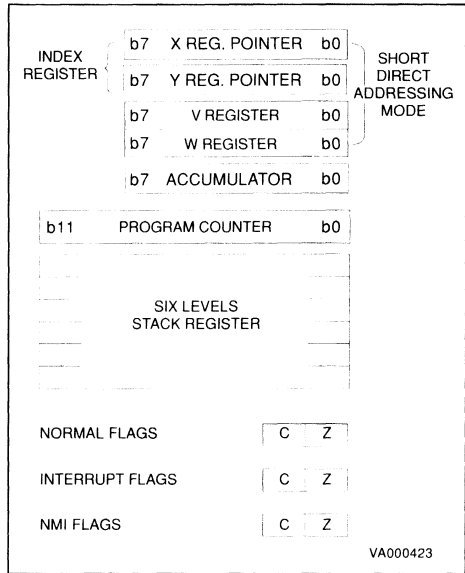 INDEX
REGISTER
b7 X REG. POINTER b0
b7 Y REG. POINTER b0
b7 V REGISTER b0
b7 W REGISTER b0
SHORT
DIRECT
ADDRESSING
MODE
b7 ACCUMULATOR b0
b11 PROGRAM COUNTER b0
SIX LEVELS
STACK REGISTER
NORMAL FLAGS C Z
INTERRUPT FLAGS C Z
NMI FLAGS C Z
VA000423